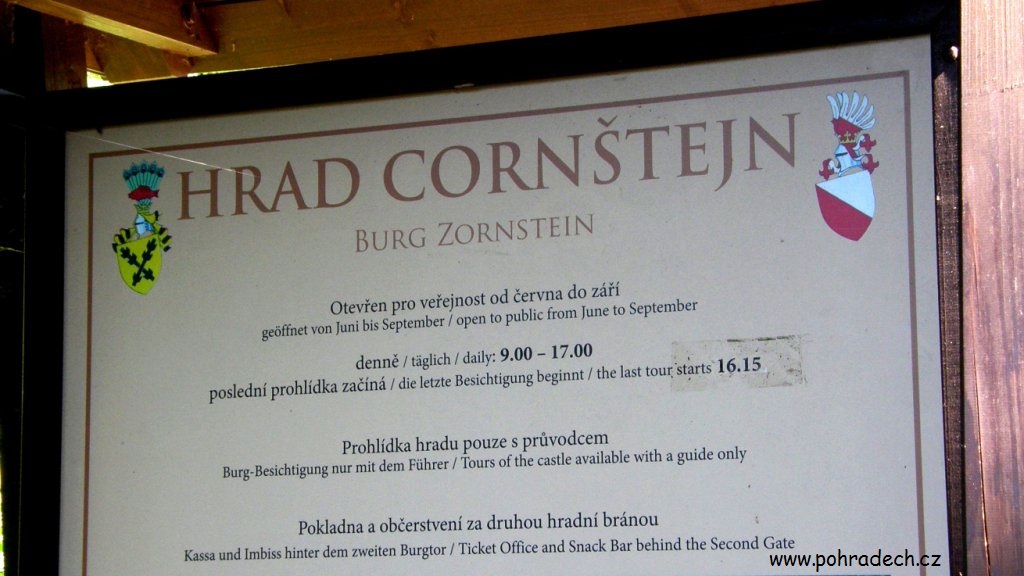 HRAD CORNŠTEJN
BURG ZORNSTEIN
Otevřen pro veřejnost od června do září
geöffnet von Juni bis September / open to public from June to September
denně / täglich / daily: 9.00 – 17.00
poslední prohlídka začíná / die letzte Besichtigung beginnt / the last tour starts 16.15
Prohlídka hradu pouze s průvodcem
Burg-Besichtigung nur mit dem Führer / Tours of the castle available with a guide only
Pokladna a občerstvení za druhou hradní bránou
Kassa und Imbiss hinter dem zweiten Burgtor / Ticket Office and Snack Bar behind the Second Gate
www.pohradech.cz